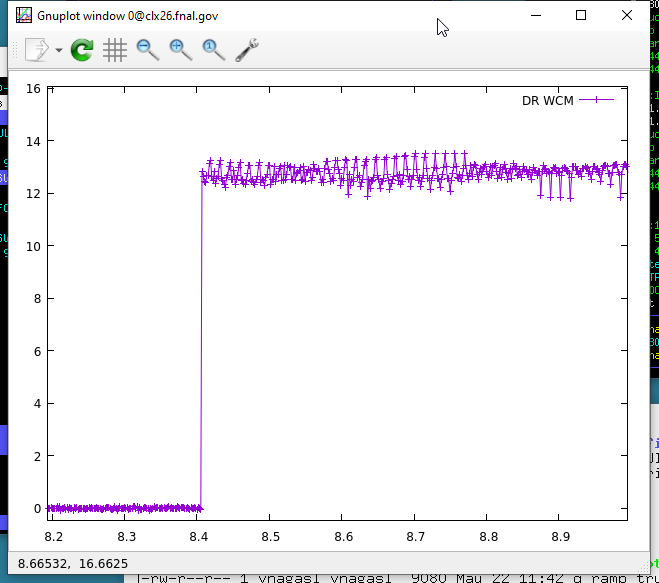 Gnuplot window 0@clx26.fnal.gov
DR WCM
16
14
12
10
8
6
4
2
0
8.2 8.3 8.4 8.5 8.6 8.7 8.8 8.9
8.66532, 16.6625
-rw-r--r-- 1 vnagasl vnagasl 9080 May 22 11:42 g_ramp_tr